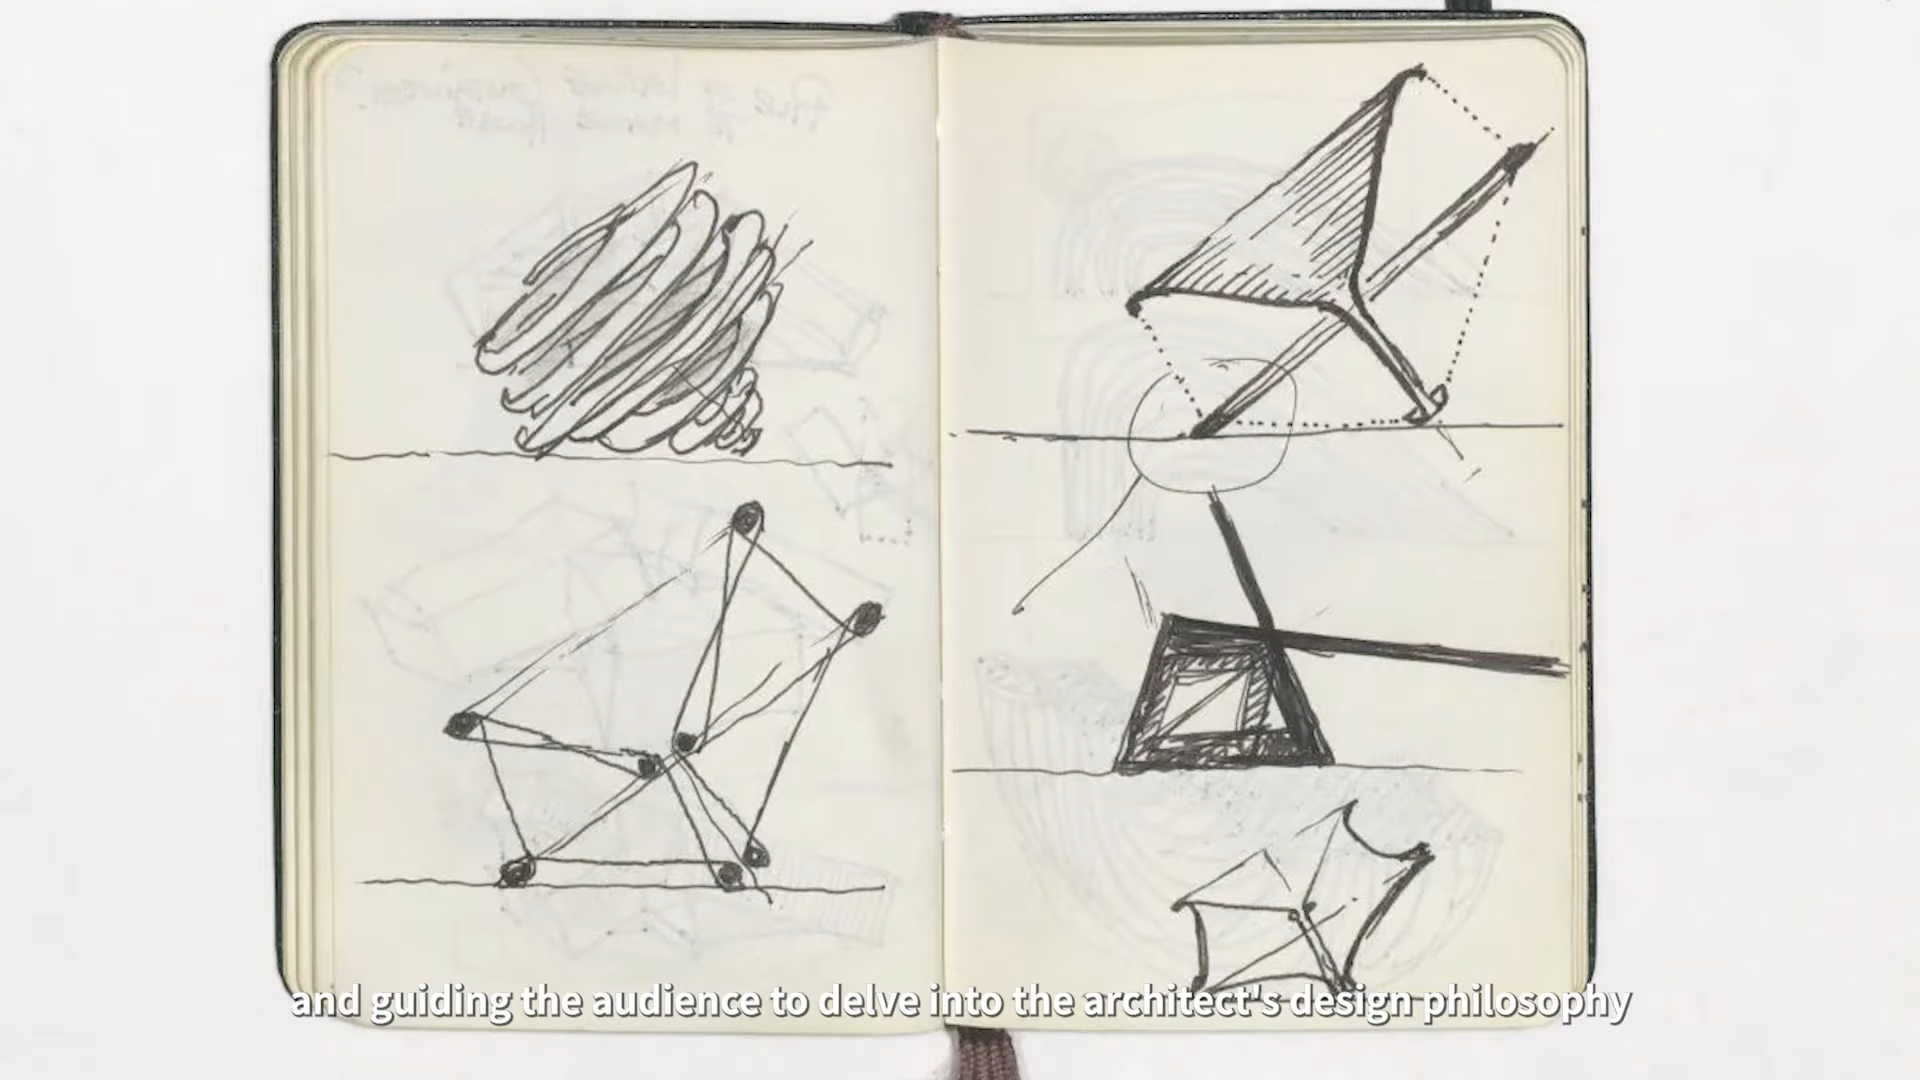 and guiding the audience to delve into the architect's design philosophy